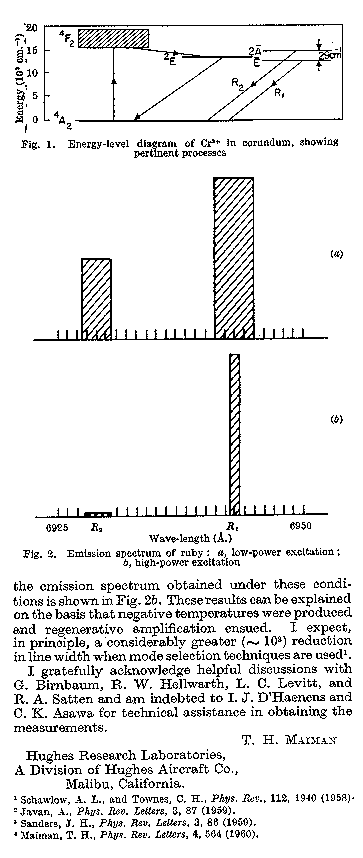 20
15
10
5
0
Energy (10³ cm.⁻¹)
⁴F₂
⁴A₂
²E
2Ā
Ē
29cm⁻¹
R₂
R₁
Fig. 1. Energy-level diagram of Cr³⁺ in corundum, showing
pertinent processes
(a)
(b)
6925 R₂ R₁ 6950
Wave-length (Å.)
Fig. 2. Emission spectrum of ruby: a, low-power excitation;
b, high-power excitation
the emission spectrum obtained under these condi-
tions is shown in Fig. 2b. These results can be explained
on the basis that negative temperatures were produced
and regenerative amplification ensued. I expect,
in principle, a considerably greater (∼ 10⁸) reduction
in line width when mode selection techniques are used¹.
I gratefully acknowledge helpful discussions with
G. Birnbaum, R. W. Hellwarth, L. C. Levitt, and
R. A. Satten and am indebted to I. J. D'Haenens and
C. K. Asawa for technical assistance in obtaining the
measurements.
T. H. MAIMAN
Hughes Research Laboratories,
A Division of Hughes Aircraft Co.,
Malibu, California.
¹ Schawlow, A. L., and Townes, C. H., Phys. Rev., 112, 1940 (1958).
² Javan, A., Phys. Rev. Letters, 3, 87 (1959).
³ Sanders, J. H., Phys. Rev. Letters, 3, 86 (1959).
⁴ Maiman, T. H., Phys. Rev. Letters, 4, 564 (1960).